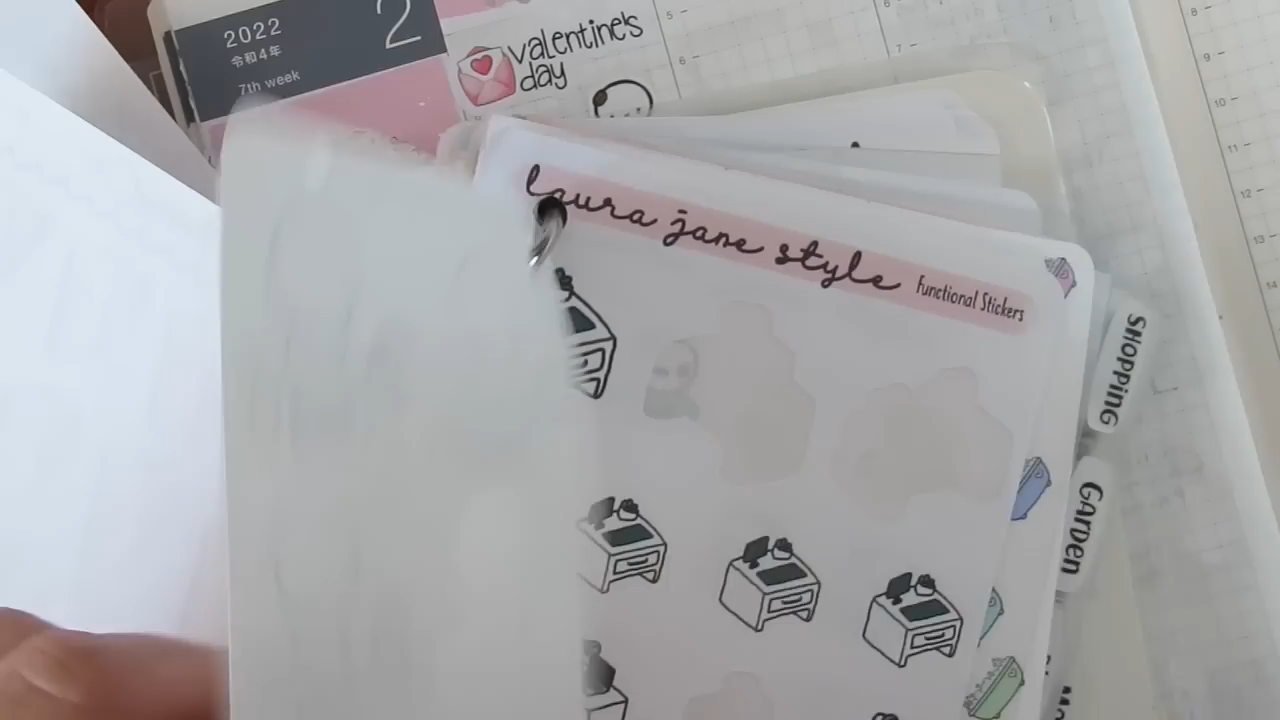 2022
令和4年
7th week
2
valentine's
day
5
6
6
7
8
9
10
11
12
13
14
laura jane style
Functional Stickers
SHOPPING
GARDEN